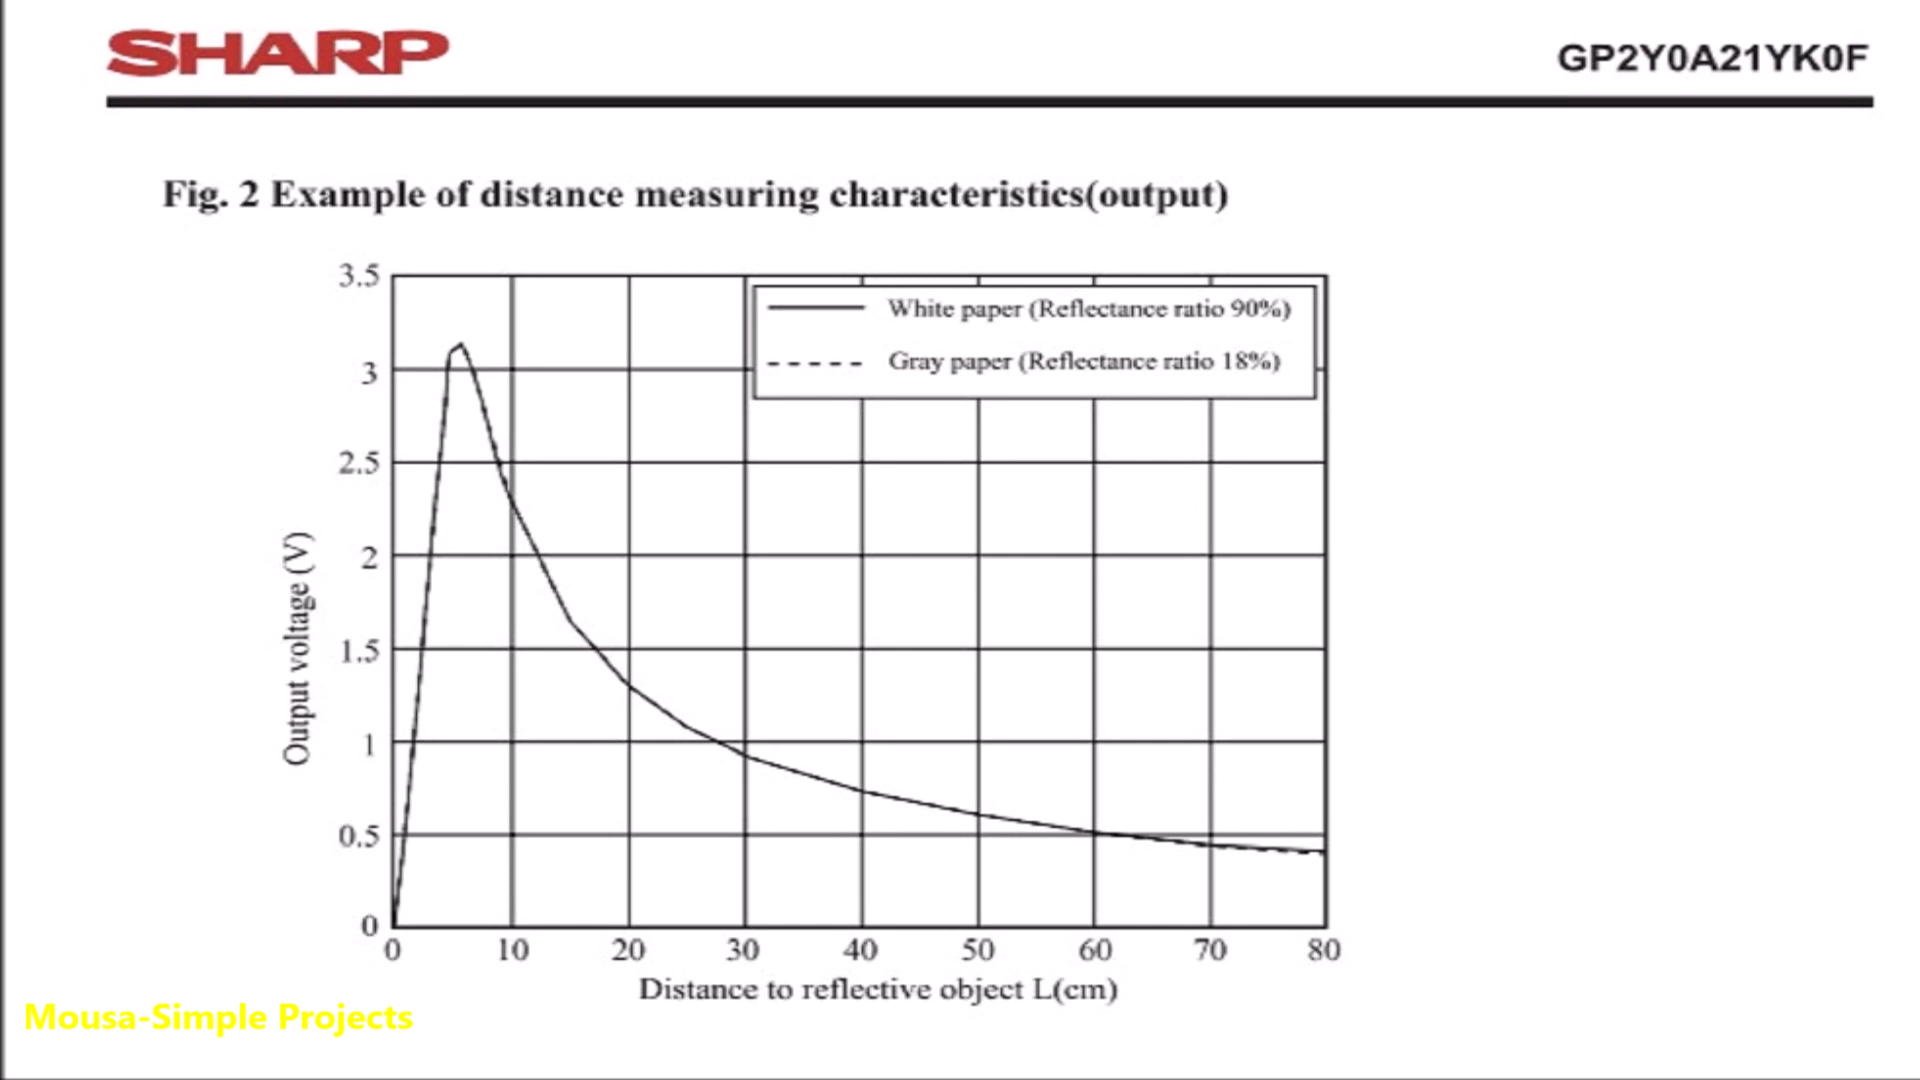 SHARP
GP2Y0A21YK0F
Fig. 2 Example of distance measuring characteristics(output)
3.5
3
2.5
2
1.5
1
0.5
0
Output voltage (V)
White paper (Reflectance ratio 90%)
Gray paper (Reflectance ratio 18%)
0 10 20 30 40 50 60 70 80
Distance to reflective object L(cm)
Mousa-Simple Projects